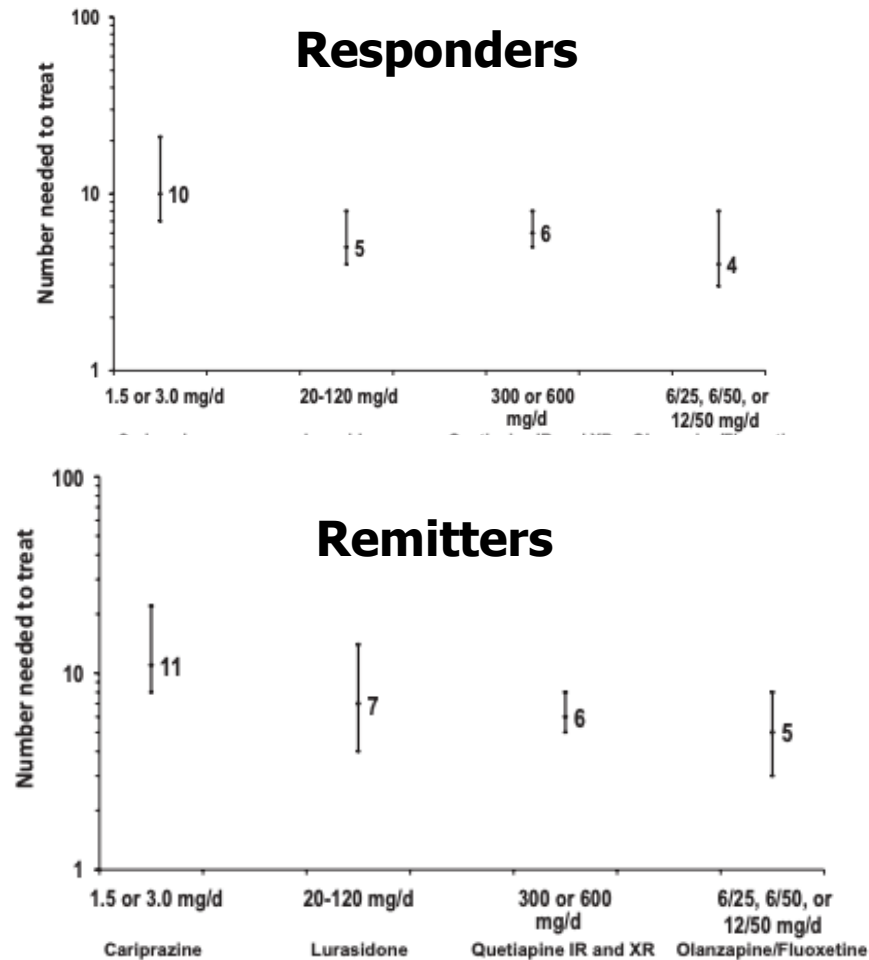 Responders
Number needed to treat
100
10
1
10
5
6
4
1.5 or 3.0 mg/d
20-120 mg/d
300 or 600
mg/d
6/25, 6/50, or
12/50 mg/d
Remitters
Number needed to treat
100
10
1
11
7
6
5
1.5 or 3.0 mg/d
20-120 mg/d
300 or 600
mg/d
6/25, 6/50, or
12/50 mg/d
Cariprazine
Lurasidone
Quetiapine IR and XR
Olanzapine/Fluoxetine